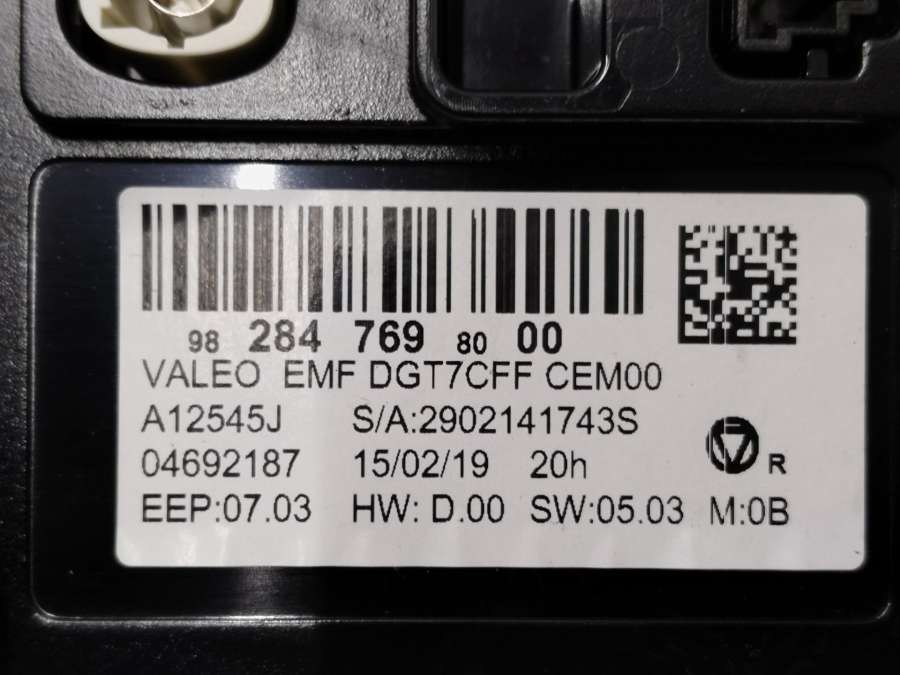 98 284 769 80 00
VALEO EMF DGT7CFF CEM00
A12545J S/A:2902141743S
04692187 15/02/19 20h
R
EEP:07.03 HW: D.00 SW:05.03 M:0B